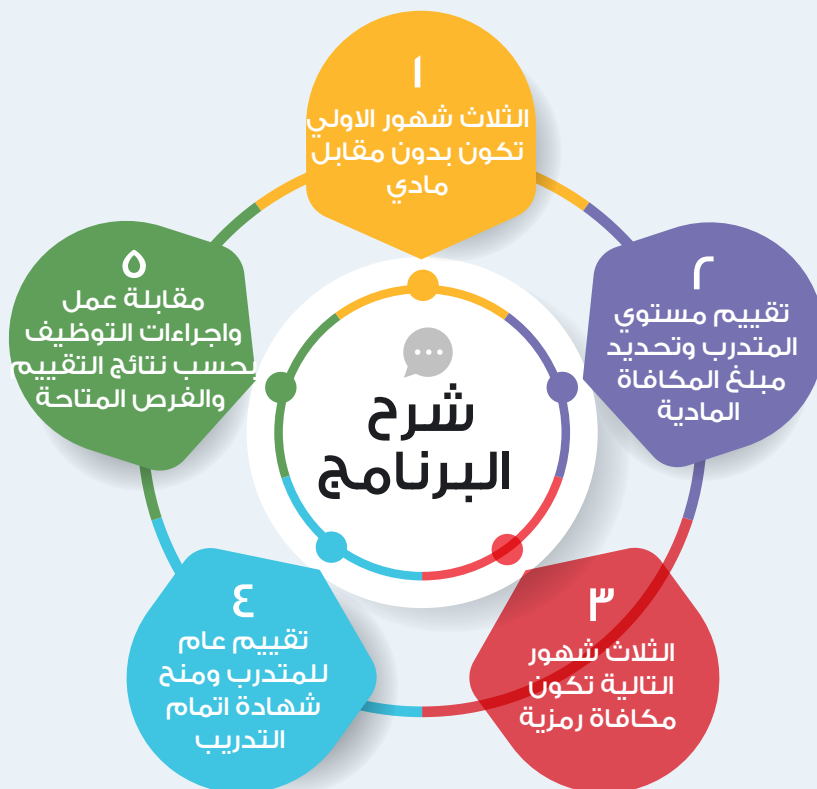 شرح
البرنامج
١
الثلاث شهور الاولي
تكون بدون مقابل
مادي
٢
تقييم مستوي
المتدرب وتحديد
مبلغ المكافاة
المادية
٣
الثلاث شهور
التالية تكون
مكافاة رمزية
٤
تقييم عام
للمتدرب ومنح
شهادة اتمام
التدريب
٥
مقابلة عمل
واجراءات التوظيف
بحسب نتائج التقييم
والفرص المتاحة